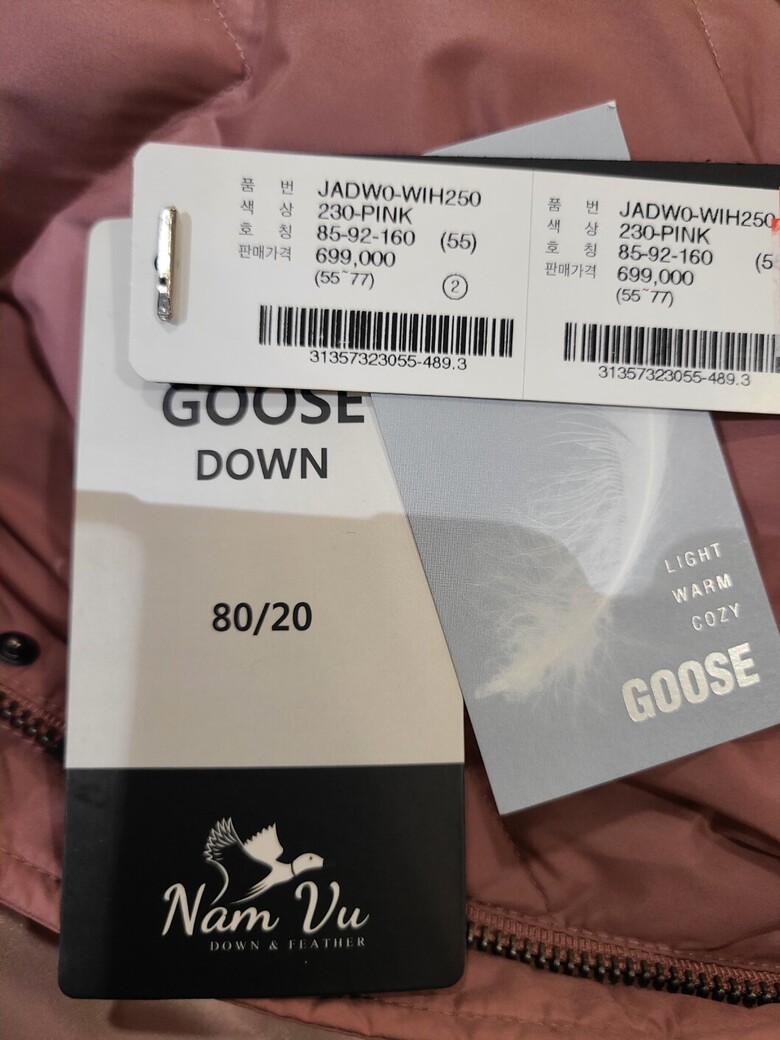 품 번 JADW0-WIH250
색 상 230-PINK
호 칭 85-92-160 (55)
판매가격 699,000
(55~77) 2
31357323055-489.3
품 번 JADW0-WIH250
색 상 230-PINK
호 칭 85-92-160 (5
판매가격 699,000
(55~77)
31357323055-489.3
GOOSE
DOWN
80/20
Nam Vu
DOWN & FEATHER
LIGHT
WARM
COZY
GOOSE